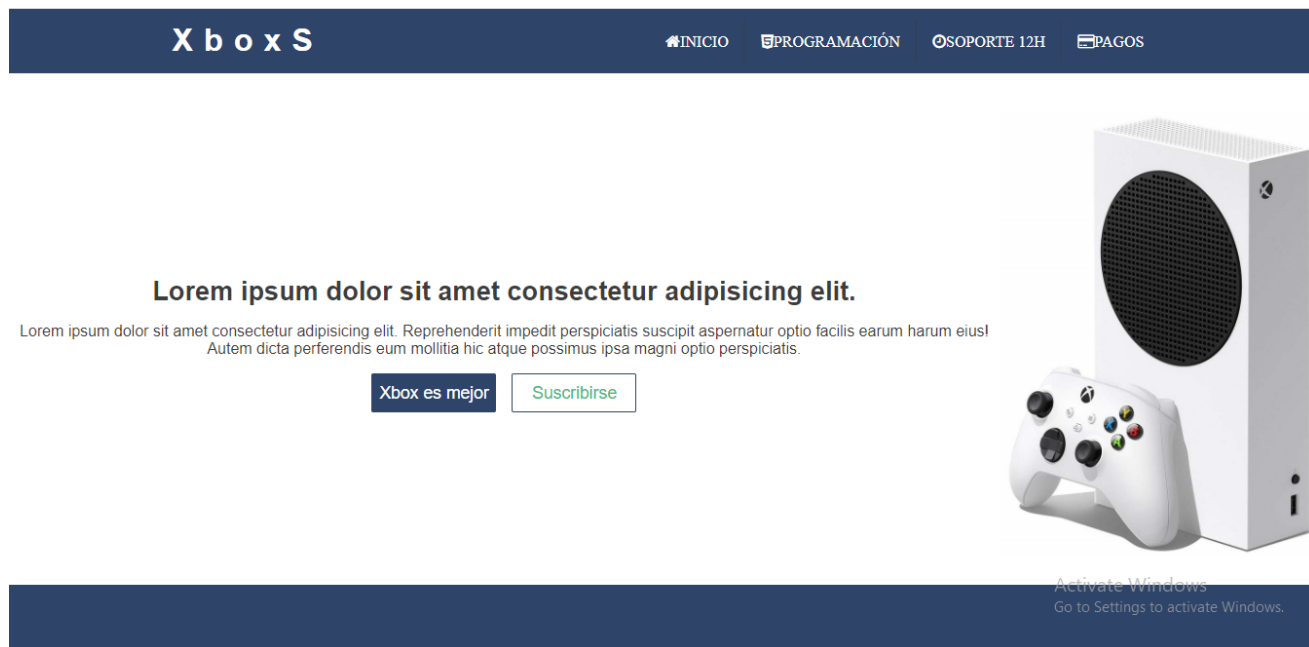 XboxS
INICIO PROGRAMACIÓN SOPORTE 12H PAGOS
Lorem ipsum dolor sit amet consectetur adipisicing elit.
Lorem ipsum dolor sit amet consectetur adipisicing elit. Reprehenderit impedit perspiciatis suscipit aspernatur optio facilis earum harum eius!
Autem dicta perferendis eum mollitia hic atque possimus ipsa magni optio perspiciatis.
Xbox es mejor Suscribirse
Activate Windows
Go to Settings to activate Windows.